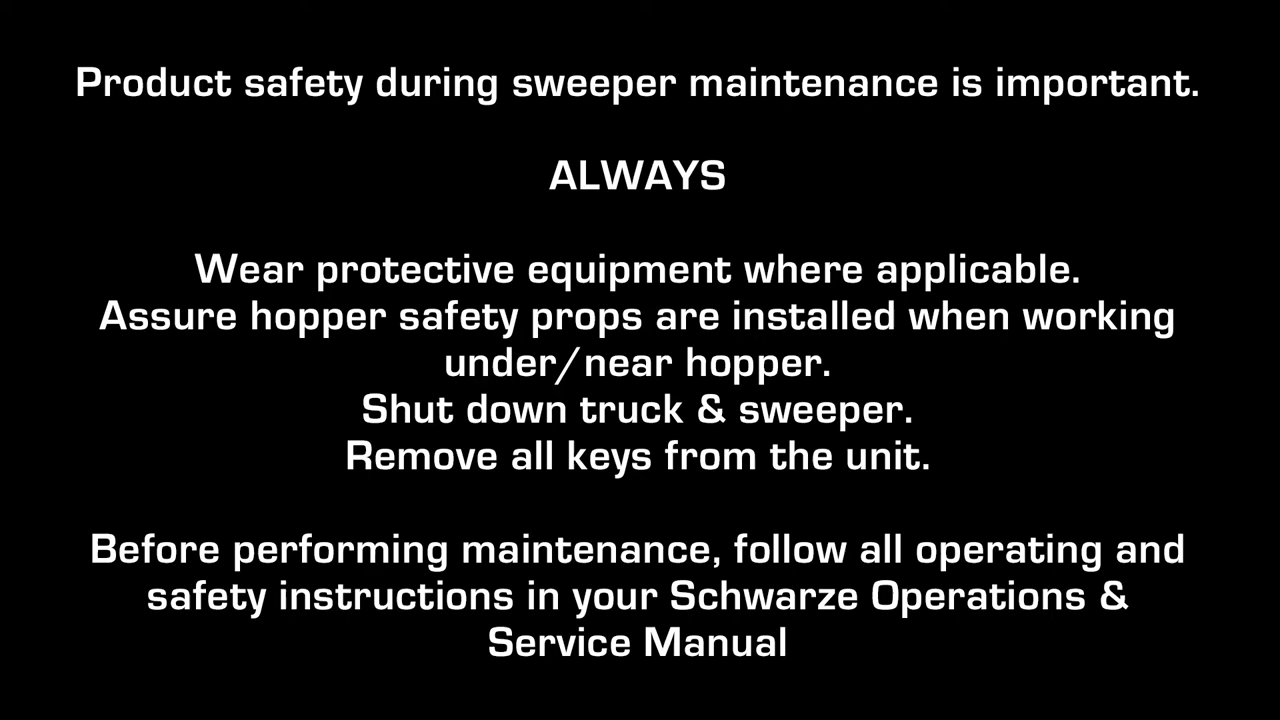 Product safety during sweeper maintenance is important.
ALWAYS
Wear protective equipment where applicable.
Assure hopper safety props are installed when working
under/near hopper.
Shut down truck & sweeper.
Remove all keys from the unit.
Before performing maintenance, follow all operating and
safety instructions in your Schwarze Operations &
Service Manual